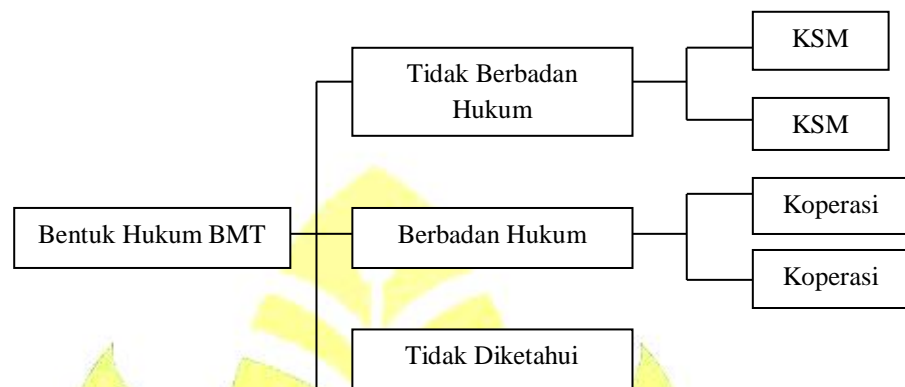 KSM
Tidak Berbadan
Hukum
KSM
Koperasi
Bentuk Hukum BMT
Berbadan Hukum
Koperasi
Tidak Diketahui